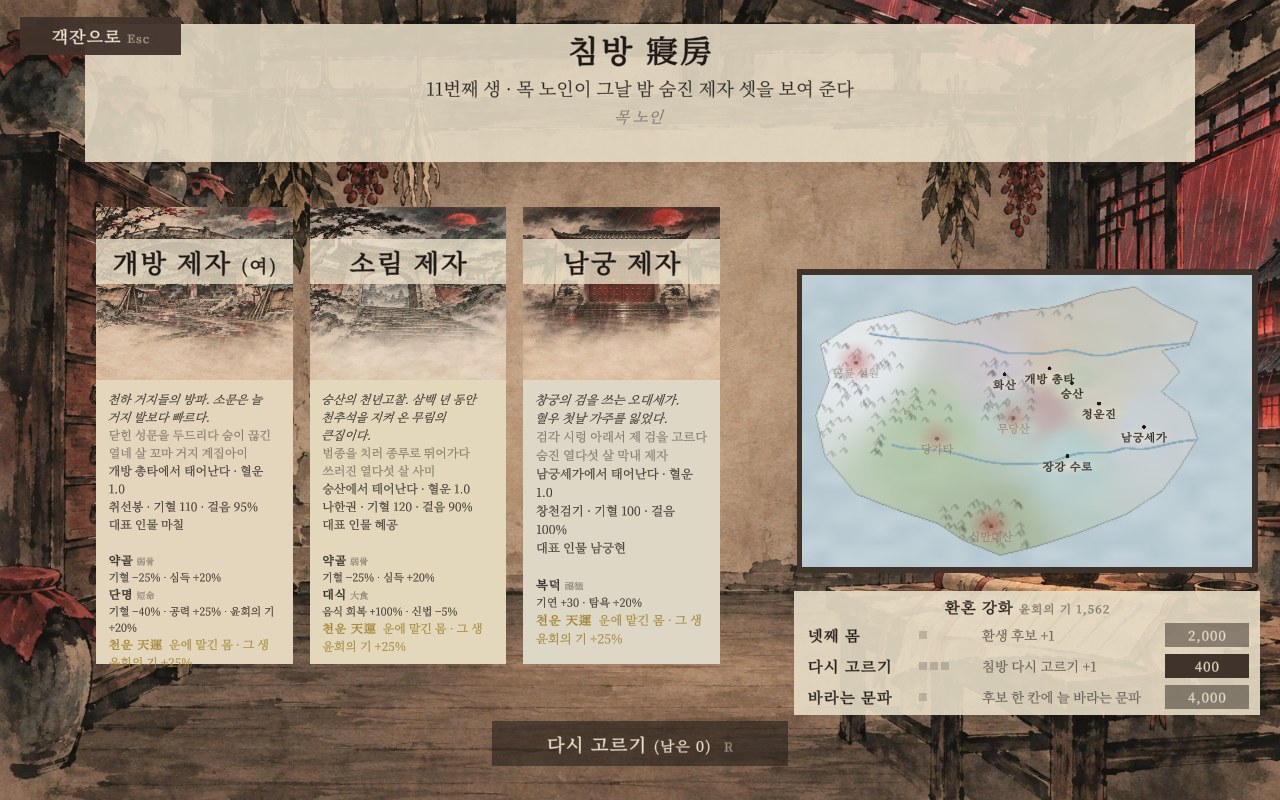 객잔으로 Esc
침방 寢房
11번째 생 · 목 노인이 그날 밤 숨진 제자 셋을 보여 준다
목 노인
개방 제자 (여)
천하 거지들의 방파. 소문은 늘
거지 발보다 빠르다.
닫힌 성문을 두드리다 숨이 끊긴
열네 살 꼬마 거지 계집아이
개방 총타에서 태어난다 · 혈운
1.0
취선봉 · 기혈 110 · 걸음 95%
대표 인물 마칠
약골 弱骨
기혈 −25% · 심득 +20%
단명 短命
기혈 −40% · 공력 +25% · 윤회의 기
+20%
천운 天運 운에 맡긴 몸 · 그 생
윤회의 기 +25%
소림 제자
숭산의 천년고찰. 삼백 년 동안
천추석을 지켜 온 무림의
큰집이다.
범종을 치러 종루로 뛰어가다
쓰러진 열다섯 살 사미
숭산에서 태어난다 · 혈운 1.0
나한권 · 기혈 120 · 걸음 90%
대표 인물 혜공
약골 弱骨
기혈 −25% · 심득 +20%
대식 大食
음식 회복 +100% · 신법 −5%
천운 天運 운에 맡긴 몸 · 그 생
윤회의 기 +25%
남궁 제자
창궁의 검을 쓰는 오대세가.
혈우 첫날 가주를 잃었다.
검각 시렁 아래서 제 검을 고르다
숨진 열다섯 살 막내 제자
남궁세가에서 태어난다 · 혈운
1.0
창천검기 · 기혈 100 · 걸음
100%
대표 인물 남궁현
복덕
기연 +30 · 탐욕 +20%
천운 天運 운에 맡긴 몸 · 그 생
윤회의 기 +25%
설원
화산
개방 총타
숭산
청운진
무당산
남궁세가
당가타
장강 수로
십만대산
환혼 강화 윤회의 기 1,562
넷째 몸 환생 후보 +1 2,000
다시 고르기 침방 다시 고르기 +1 400
바라는 문파 후보 한 칸에 늘 바라는 문파 4,000
다시 고르기 (남은 0) R